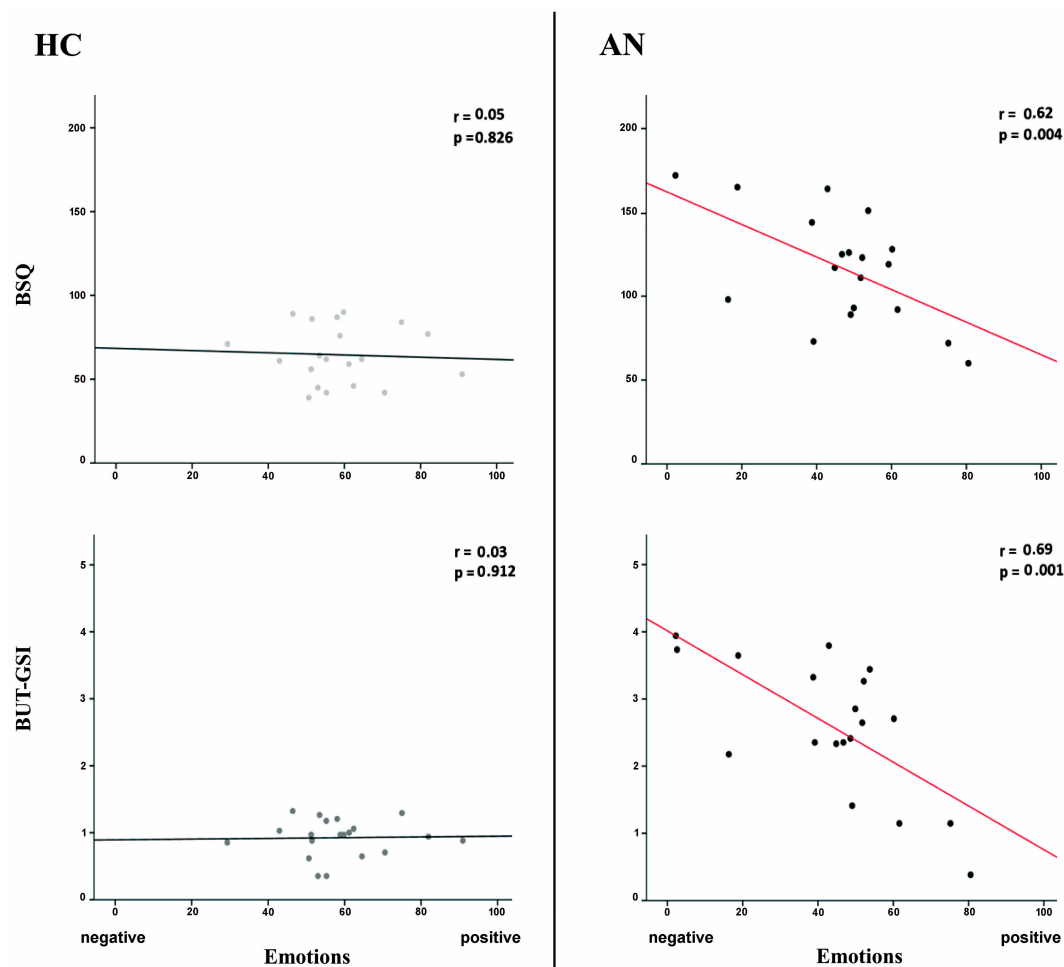 HC
r = 0.05
p =0.826
200
150
100
50
0
BSQ
0 20 40 60 80 100
AN
r = 0.62
p = 0.004
200
150
100
50
0
0 20 40 60 80 100
r = 0.03
p = 0.912
5
4
3
2
1
0
BUT-GSI
0 20 40 60 80 100
negative positive
Emotions
r = 0.69
p = 0.001
5
4
3
2
1
0
0 20 40 60 80 100
negative positive
Emotions